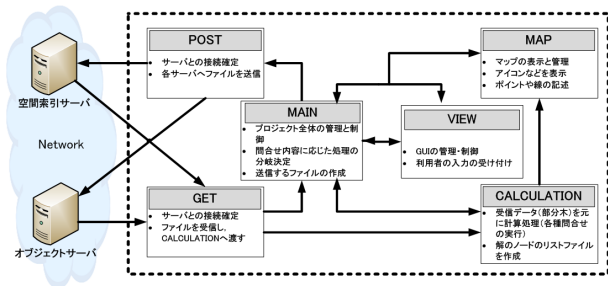 空間索引サーバ
Network
オブジェクトサーバ
POST
• サーバとの接続確定
• 各サーバへファイルを送信
MAIN
• プロジェクト全体の管理と制
御
• 問合せ内容に応じた処理の
分岐決定
• 送信するファイルの作成
GET
• サーバとの接続確定
• ファイルを受信し、
CALCULATIONへ渡す
MAP
• マップの表示と管理
• アイコンなどを表示
• ポイントや線の記述
VIEW
• GUIの管理・制御
• 利用者の入力の受け付け
CALCULATION
• 受信データ(部分木)を元
に計算処理(各種問合せ
の実行)
• 解のノードのリストファイル
を作成